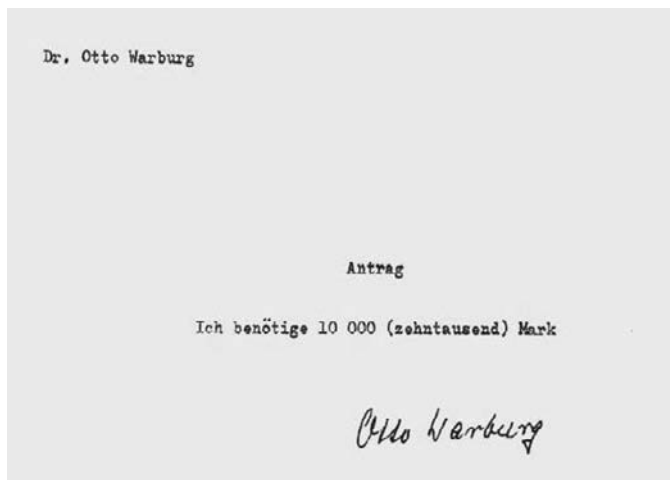 Dr. Otto Warburg
Antrag
Ich benötige 10 000 (zehntausend) Mark
Otto Warburg